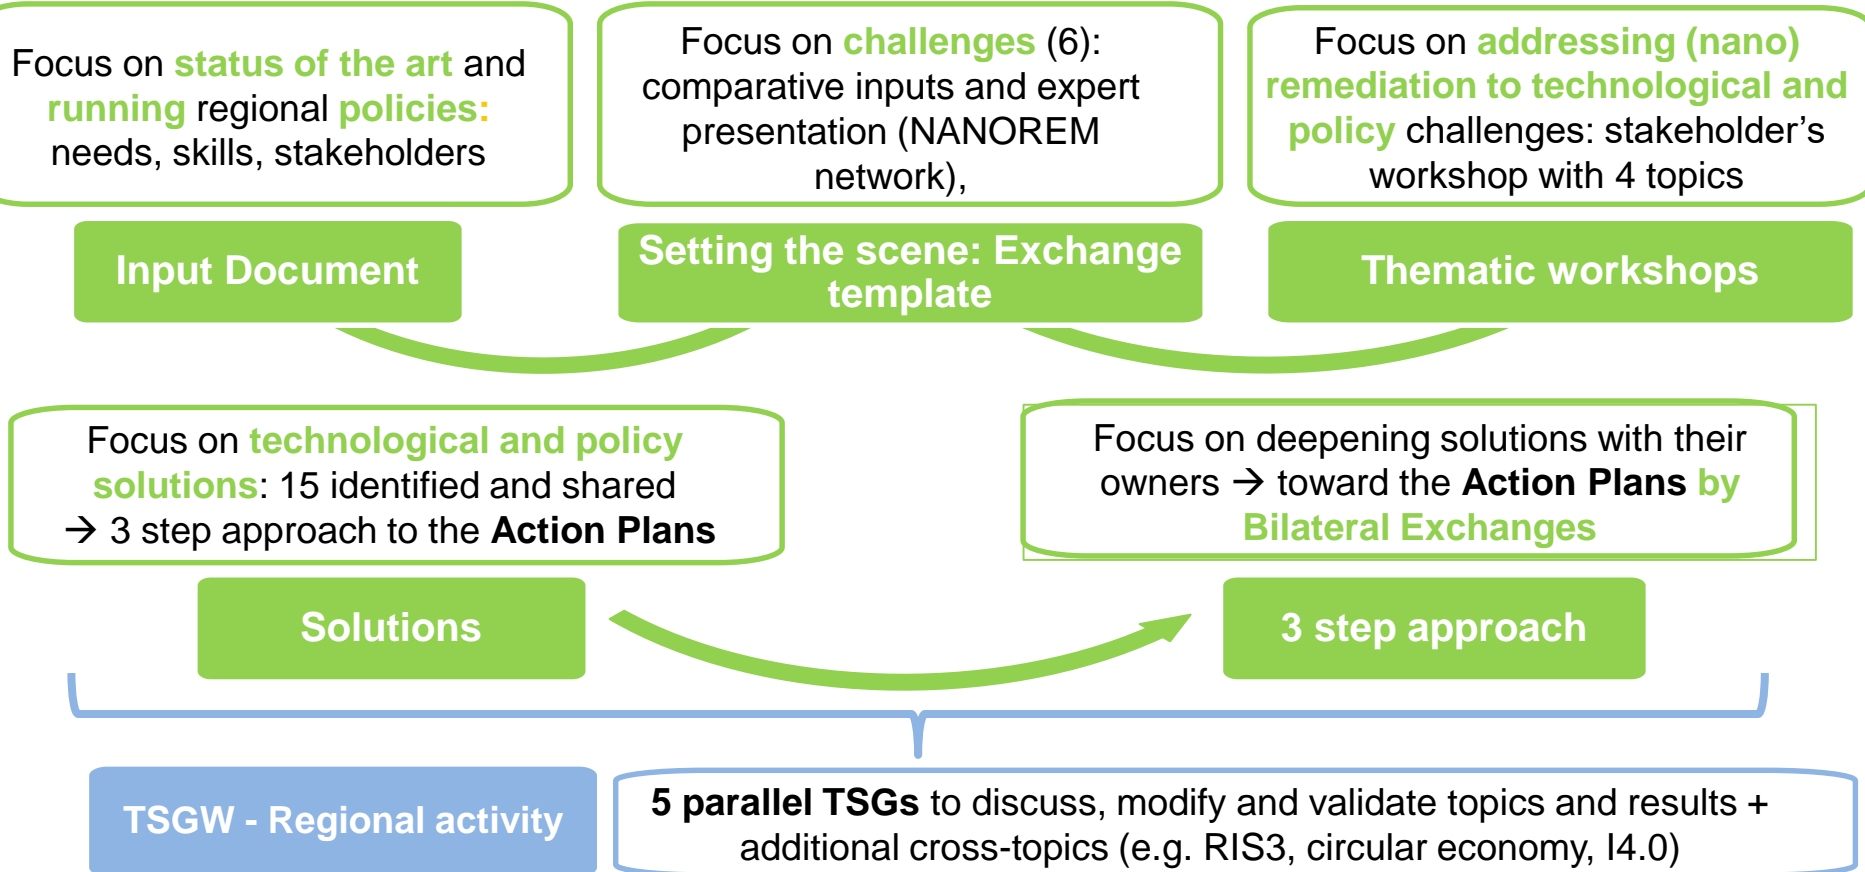 Focus on status of the art and
running regional policies:
needs, skills, stakeholders
Input Document
Focus on challenges (6):
comparative inputs and expert
presentation (NANOREM
network),
Setting the scene: Exchange
template
Focus on addressing (nano)
remediation to technological and
policy challenges: stakeholder’s
workshop with 4 topics
Thematic workshops
Focus on technological and policy
solutions: 15 identified and shared
→ 3 step approach to the Action Plans
Solutions
Focus on deepening solutions with their
owners → toward the Action Plans by
Bilateral Exchanges
3 step approach
TSGW - Regional activity
5 parallel TSGs to discuss, modify and validate topics and results +
additional cross-topics (e.g. RIS3, circular economy, I4.0)